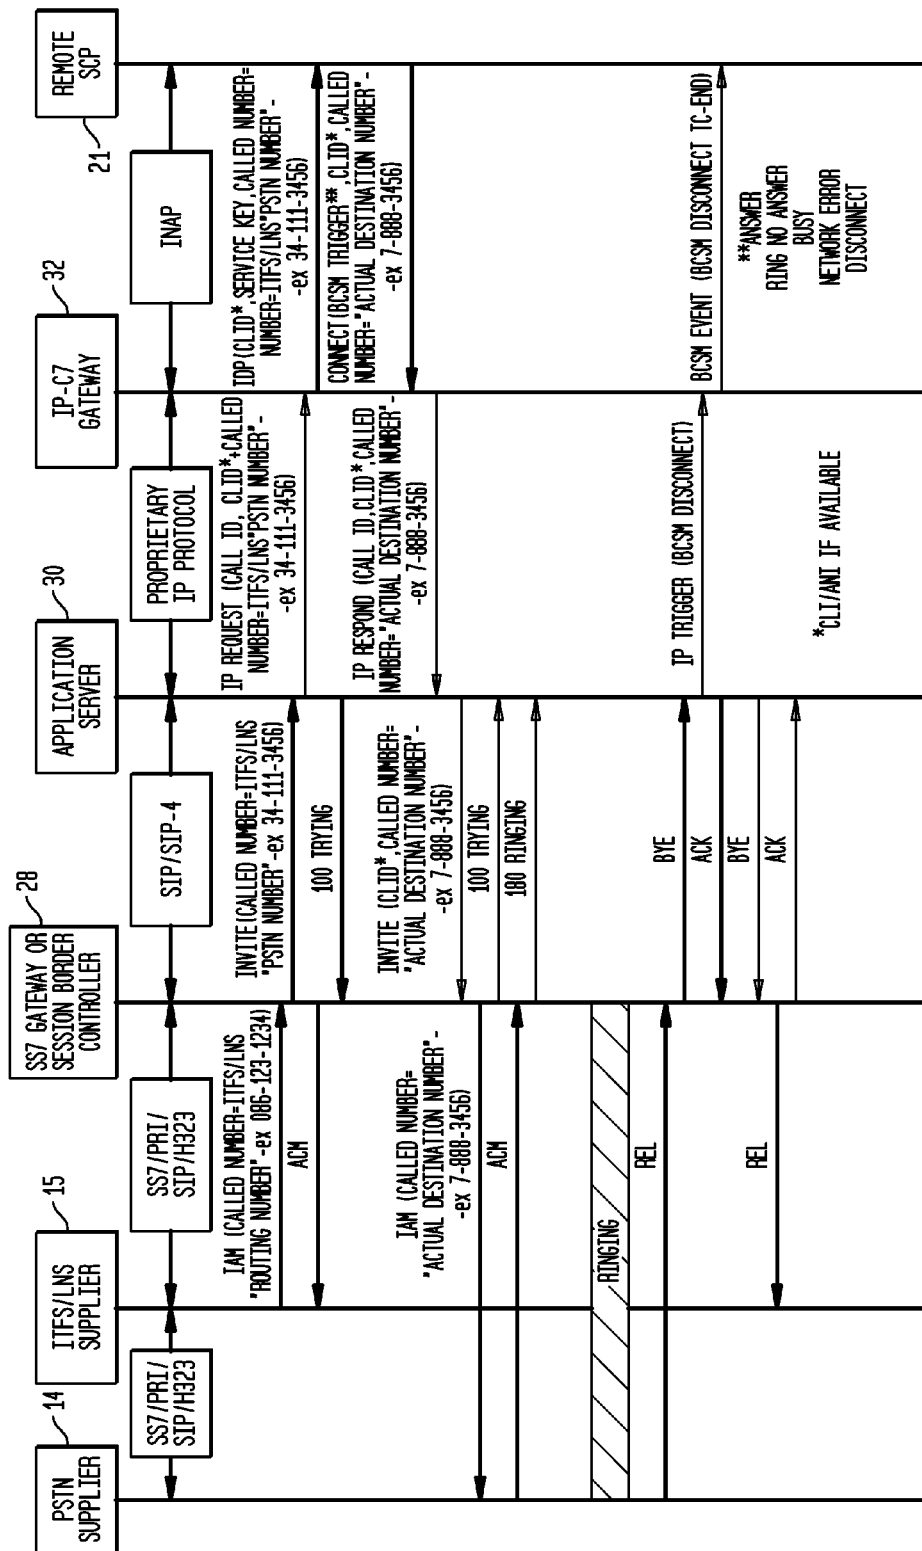 PSTN
SUPPLIER
14
ITFS/LNS
SUPPLIER
15
SS7 GATEWAY OR
SESSION BORDER
CONTROLLER
28
APPLICATION
SERVER
30
IP-C7
GATEWAY
32
REMOTE
SCP
21
SS7/PRI/
SIP/H323
SS7/PRI/
SIP/H323
SIP/SIP-4
PROPRIETARY
IP PROTOCOL
INAP
IAM (CALLED NUMBER=ITFS/LNS
"ROUTING NUMBER"-ex 086-123-1234)
INVITE(CALLED NUMBER=ITFS/LNS
"PSTN NUMBER"-ex 34-111-3456)
IP REQUEST (CALL ID, CLID*+CALLED
NUMBER=ITFS/LNS"PSTN NUMBER"-
-ex 34-111-3456)
IDP(CLID*,SERVICE KEY,CALLED NUMBER=
NUMBER=ITFS/LNS"PSTN NUMBER"-
-ex 34-111-3456)
ACM
100 TRYING
CONNECT(BCSM TRIGGER**,CLID*,CALLED
NUMBER="ACTUAL DESTINATION NUMBER"-
-ex 7-888-3456)
IP RESPOND (CALL ID,CLID*,CALLED
NUMBER="ACTUAL DESTINATION NUMBER"-
-ex 7-888-3456)
INVITE (CLID*,CALLED NUMBER=
"ACTUAL DESTINATION NUMBER"-
-ex 7-888-3456)
IAM (CALLED NUMBER=
"ACTUAL DESTINATION NUMBER"-
-ex 7-888-3456)
100 TRYING
ACM
180 RINGING
RINGING
REL
BYE
IP TRIGGER (BCSM DISCONNECT)
BCSM EVENT (BCSM DISCONNECT TC-END)
ACK
BYE
REL
ACK
*CLI/ANI IF AVAILABLE
**ANSWER
RING NO ANSWER
BUSY
NETWORK ERROR
DISCONNECT